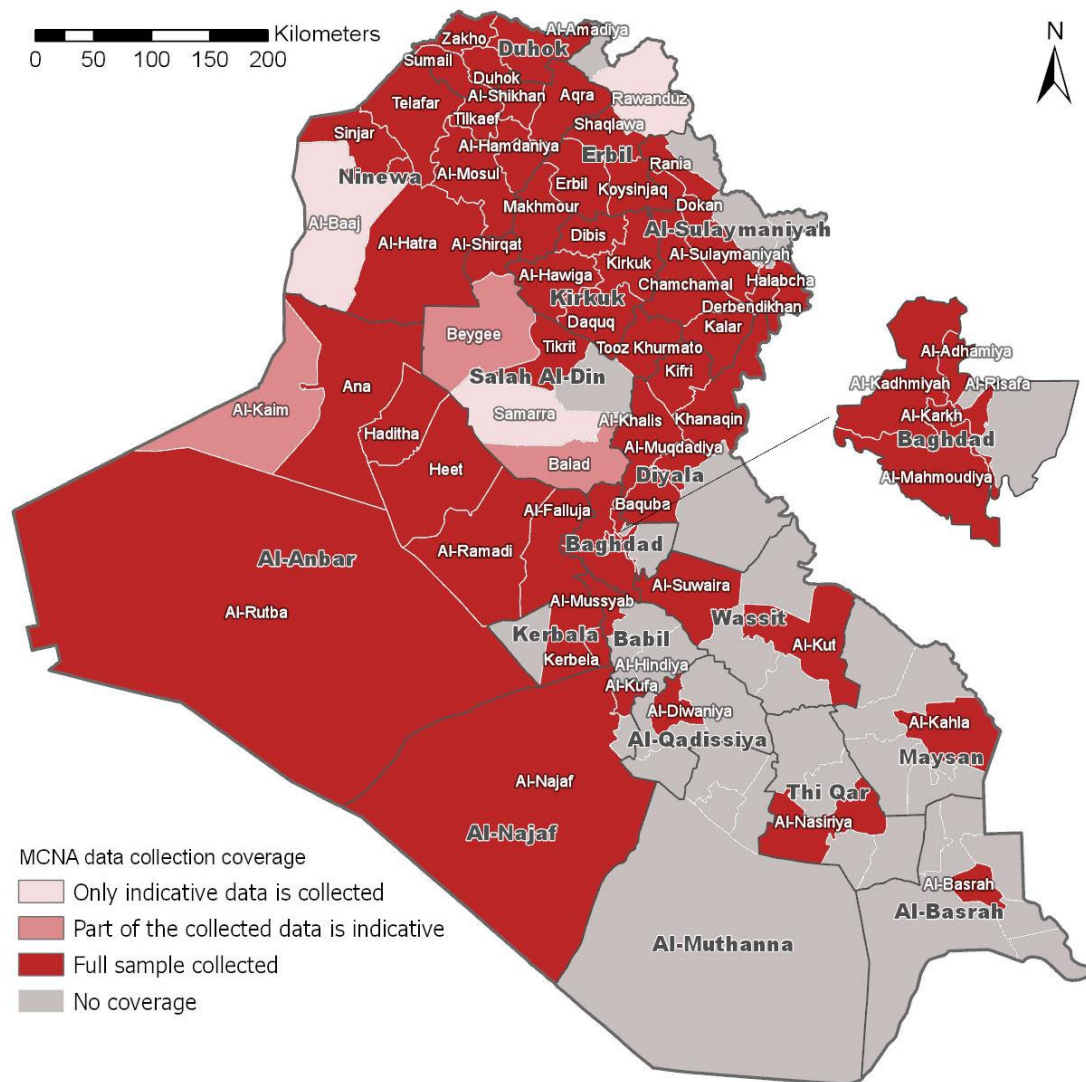 Kilometers
0 50 100 150 200
N
Zakho
Al-Amadiya
Duhok
Sumail
Duhok
Telafar
Al-Shikhan
Aqra
Rawanduz
Tilkaef
Shaqlawa
Sinjar
Al-Hamdaniya
Erbil
Rania
Ninewa
Al-Mosul
Erbil
Koysinjaq
Makhmour
Dokan
Al-Baaj
Al-Sulaymaniyah
Dibis
Al-Hatra
Al-Shirqat
Al-Sulaymaniyah
Kirkuk
Al-Hawiga
Chamchamal
Halabcha
Kirkuk
Derbendikhan
Daquq
Kalar
Beygee
Tikrit
Tooz Khurmato
Kifri
Salah Al-Din
Ana
Al-Kaim
Samarra
Al-Khalis
Khanaqin
Haditha
Al-Muqdadiya
Heet
Balad
Diyala
Baquba
Al-Falluja
Baghdad
Al-Ramadi
Al-Anbar
Al-Suwaira
Al-Mussyab
Al-Rutba
Wassit
Kerbala
Babil
Al-Kut
Kerbela
Al-Hindiya
Al-Kufa
Al-Diwaniya
Al-Kahla
Al-Qadissiya
Maysan
Al-Najaf
Thi Qar
Al-Nasiriya
Al-Najaf
Al-Basrah
Al-Basrah
Al-Muthanna
Al-Adhamiya
Al-Kadhmiyah
Al-Risafa
Al-Karkh
Baghdad
Al-Mahmoudiya
MCNA data collection coverage
Only indicative data is collected
Part of the collected data is indicative
Full sample collected
No coverage